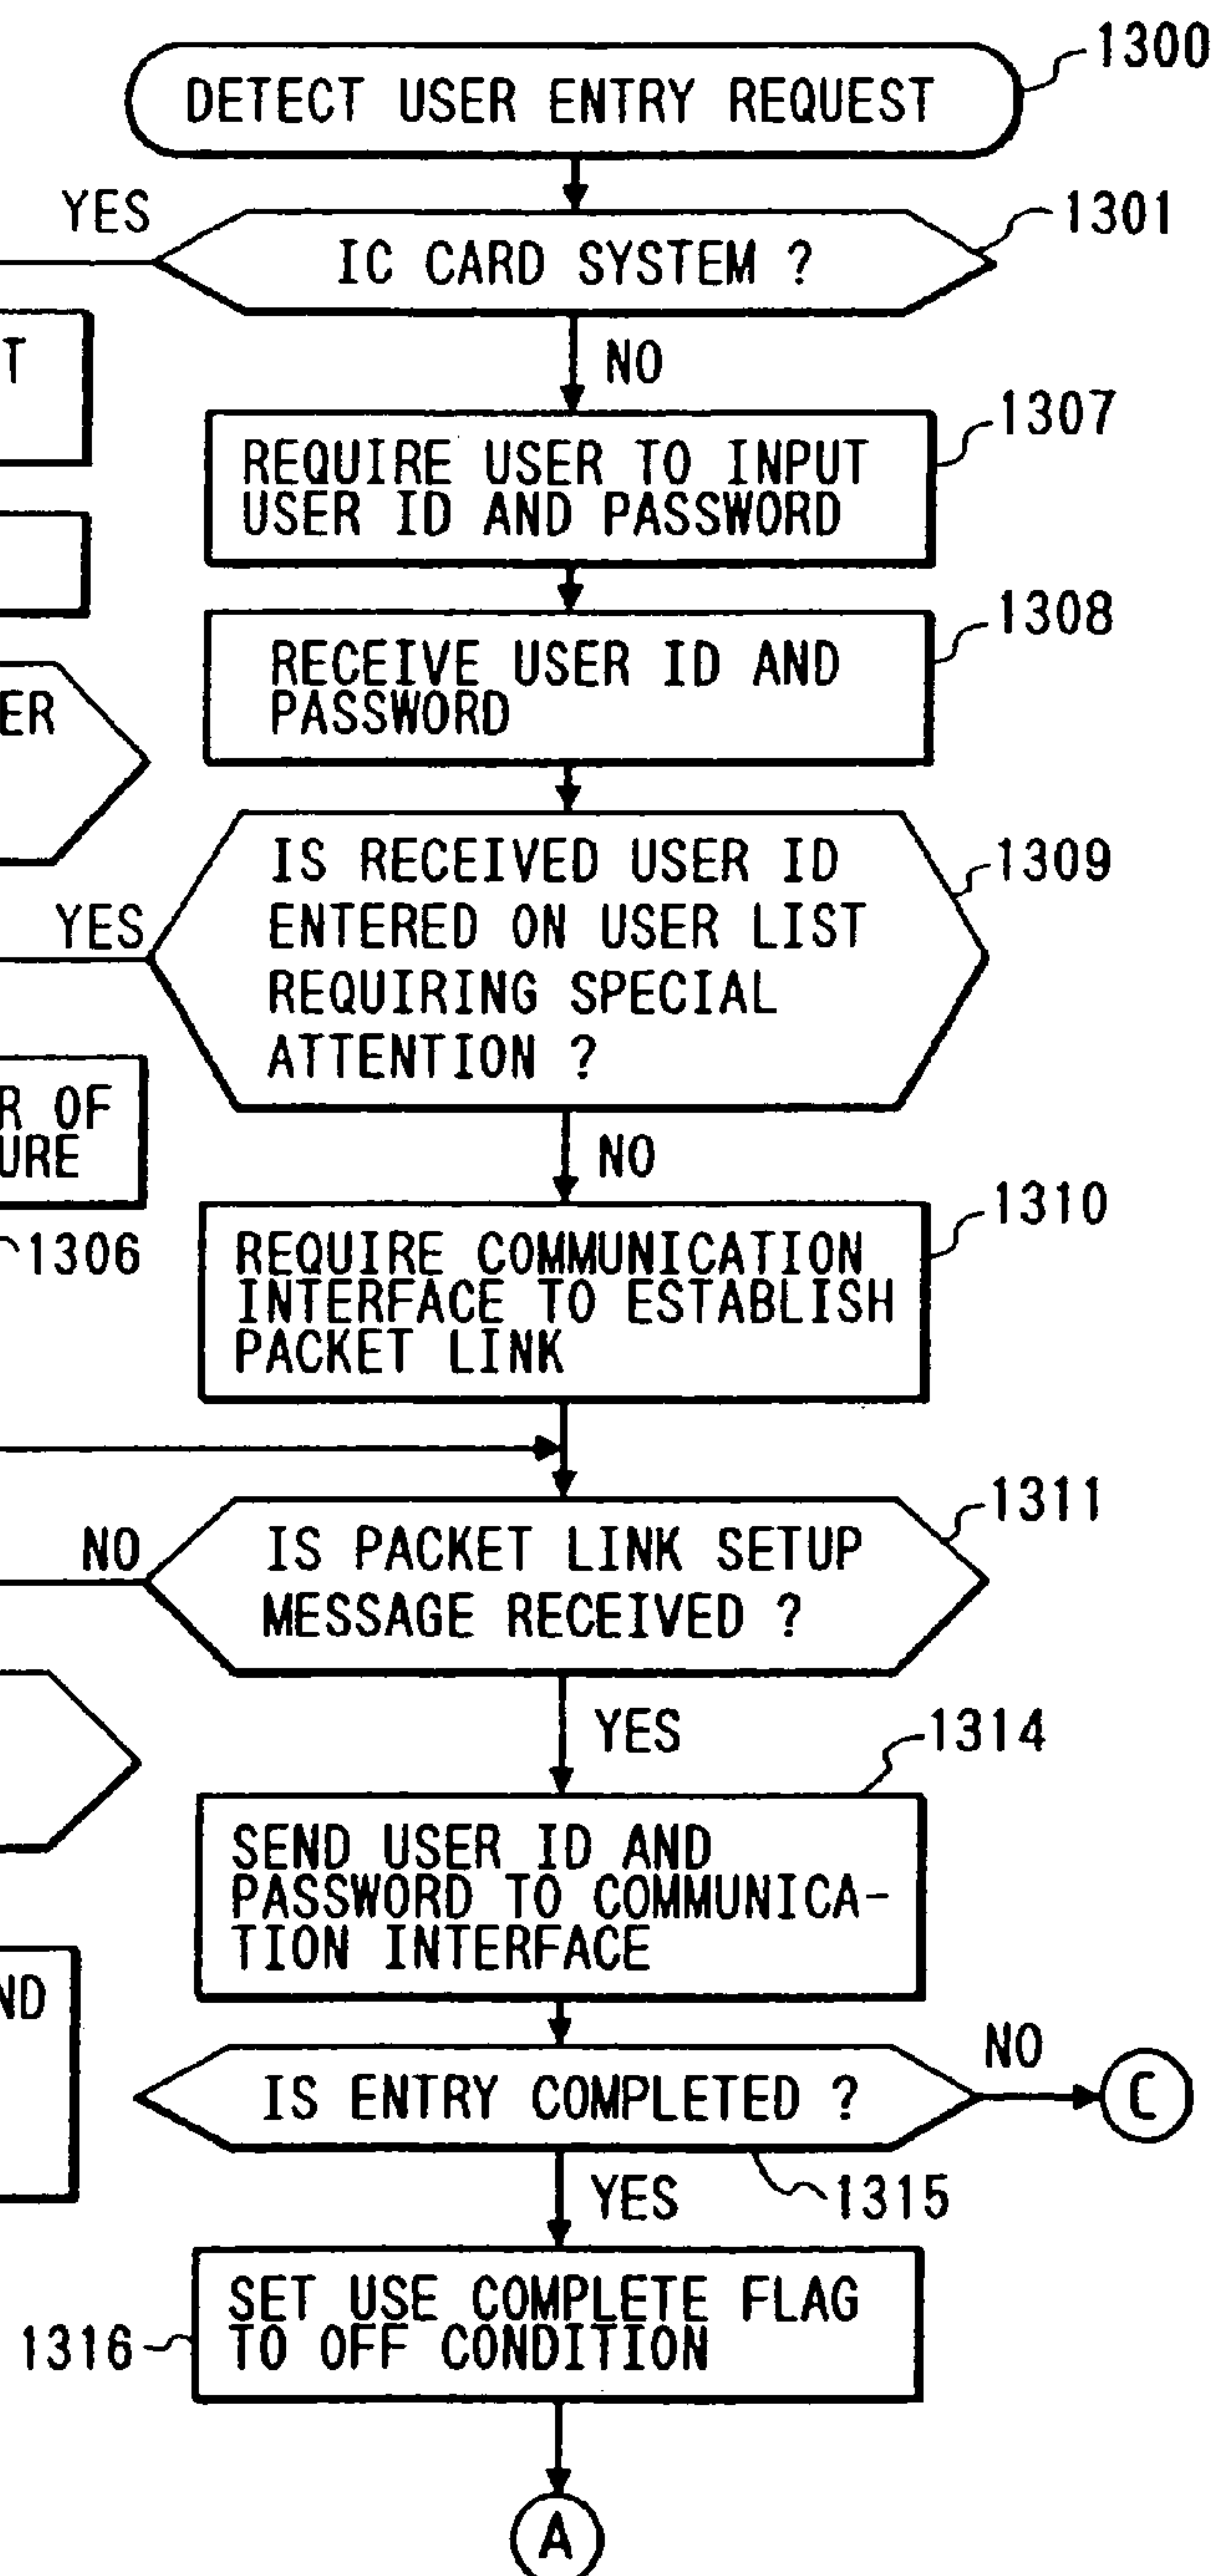 1300
DETECT USER ENTRY REQUEST
YES
1301
IC CARD SYSTEM ?
T
NO
1307
REQUIRE USER TO INPUT
USER ID AND PASSWORD
1308
RECEIVE USER ID AND
PASSWORD
ER
1309
IS RECEIVED USER ID
YES
ENTERED ON USER LIST
REQUIRING SPECIAL
ATTENTION ?
R OF
URE
NO
1306
1310
REQUIRE COMMUNICATION
INTERFACE TO ESTABLISH
PACKET LINK
1311
NO
IS PACKET LINK SETUP
MESSAGE RECEIVED ?
YES
1314
SEND USER ID AND
PASSWORD TO COMMUNICA-
TION INTERFACE
ND
NO
IS ENTRY COMPLETED ?
C
YES
1315
SET USE COMPLETE FLAG
TO OFF CONDITION
1316
A